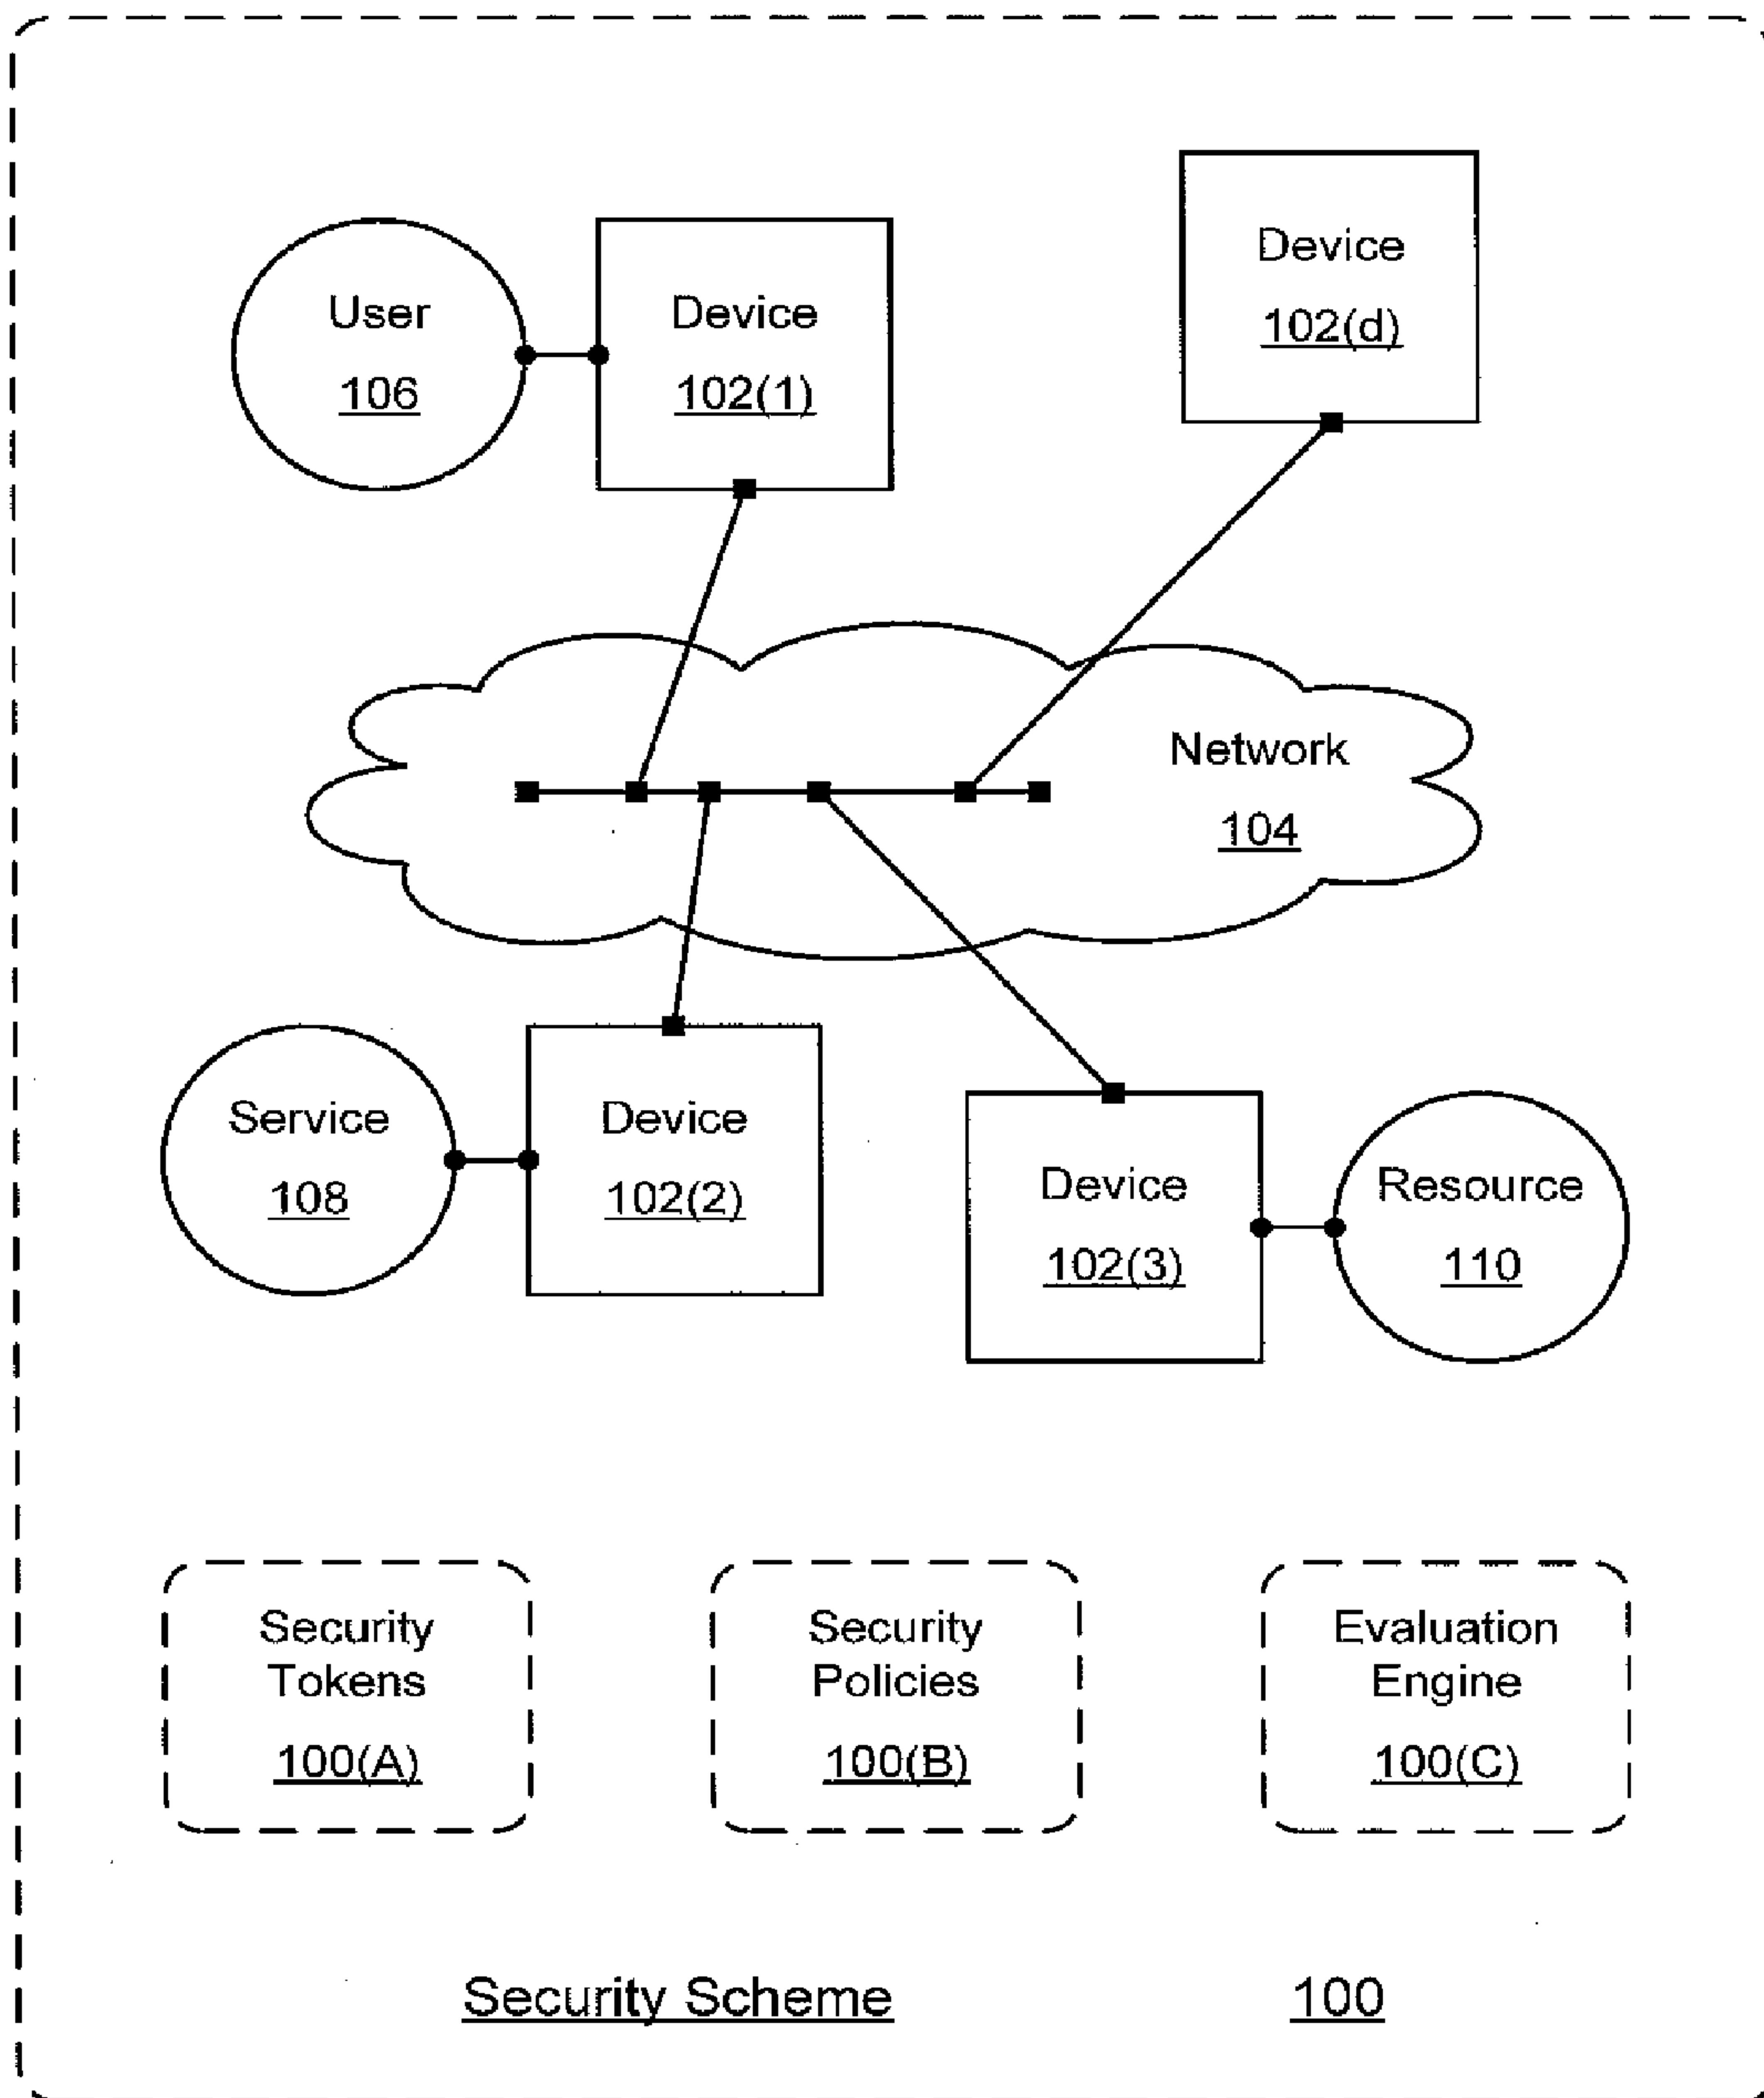 Device
102(d)
User
106
Device
102(1)
Network
104
Service
108
Device
102(2)
Device
102(3)
Resource
110
Security
Tokens
100(A)
Security
Policies
100(B)
Evaluation
Engine
100(C)
Security Scheme 100